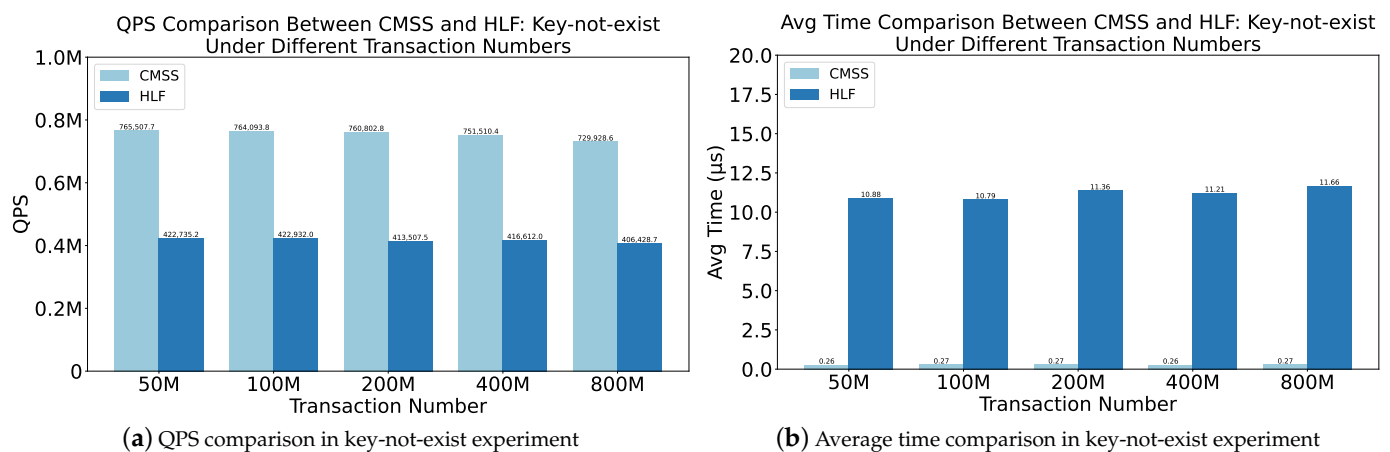 QPS Comparison Between CMSS and HLF: Key-not-exist
Under Different Transaction Numbers
1.0M
0.8M
0.6M
0.4M
0.2M
0
QPS
CMSS
HLF
765,507.7
764,093.8
760,802.8
751,510.4
729,928.6
422,735.2
422,932.0
413,507.5
416,612.0
406,428.7
50M
100M
200M
400M
800M
Transaction Number
(a) QPS comparison in key-not-exist experiment
Avg Time Comparison Between CMSS and HLF: Key-not-exist
Under Different Transaction Numbers
20.0
17.5
15.0
12.5
10.0
7.5
5.0
2.5
0.0
Avg Time (μs)
CMSS
HLF
10.88
10.79
11.36
11.21
11.66
0.26
0.27
0.27
0.26
0.27
50M
100M
200M
400M
800M
Transaction Number
(b) Average time comparison in key-not-exist experiment